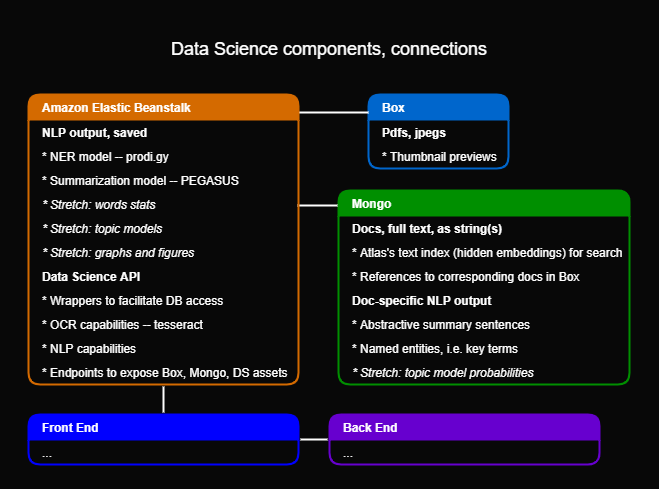 Data Science components, connections
Amazon Elastic Beanstalk
NLP output, saved
* NER model -- prodi.gy
* Summarization model -- PEGASUS
* Stretch: words stats
* Stretch: topic models
* Stretch: graphs and figures
Data Science API
* Wrappers to facilitate DB access
* OCR capabilities -- tesseract
* NLP capabilities
* Endpoints to expose Box, Mongo, DS assets
Box
Pdfs, jpegs
* Thumbnail previews
Mongo
Docs, full text, as string(s)
* Atlas's text index (hidden embeddings) for search
* References to corresponding docs in Box
Doc-specific NLP output
* Abstractive summary sentences
* Named entities, i.e. key terms
* Stretch: topic model probabilities
Front End
...
Back End
...